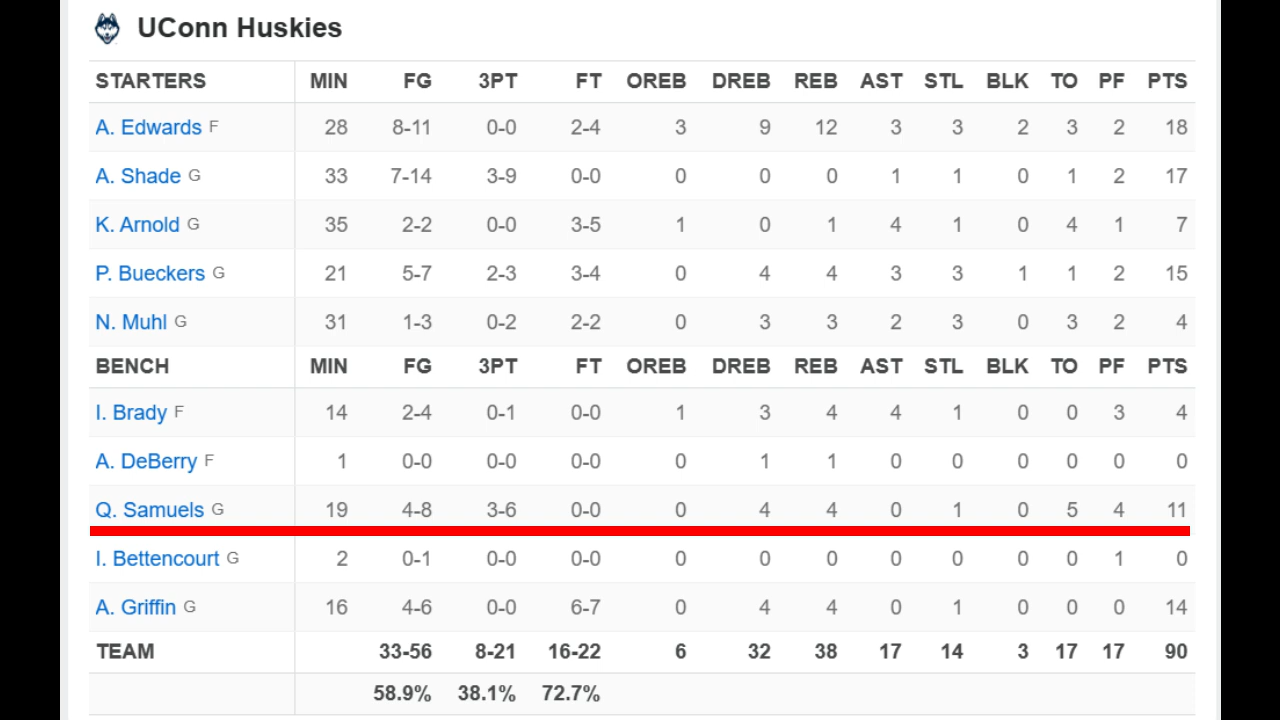 UConn Huskies
STARTERS MIN FG 3PT FT OREB DREB REB AST STL BLK TO PF PTS
A. Edwards F 28 8-11 0-0 2-4 3 9 12 3 3 2 3 2 18
A. Shade G 33 7-14 3-9 0-0 0 0 0 1 1 0 1 2 17
K. Arnold G 35 2-2 0-0 3-5 1 0 1 4 1 0 4 1 7
P. Bueckers G 21 5-7 2-3 3-4 0 4 4 3 3 1 1 2 15
N. Muhl G 31 1-3 0-2 2-2 0 3 3 2 3 0 3 2 4
BENCH MIN FG 3PT FT OREB DREB REB AST STL BLK TO PF PTS
I. Brady F 14 2-4 0-1 0-0 1 3 4 4 1 0 0 3 4
A. DeBerry F 1 0-0 0-0 0-0 0 1 1 0 0 0 0 0 0
Q. Samuels G 19 4-8 3-6 0-0 0 4 4 0 1 0 5 4 11
I. Bettencourt G 2 0-1 0-0 0-0 0 0 0 0 0 0 0 1 0
A. Griffin G 16 4-6 0-0 6-7 0 4 4 0 1 0 0 0 14
TEAM 33-56 8-21 16-22 6 32 38 17 14 3 17 17 90
58.9% 38.1% 72.7%